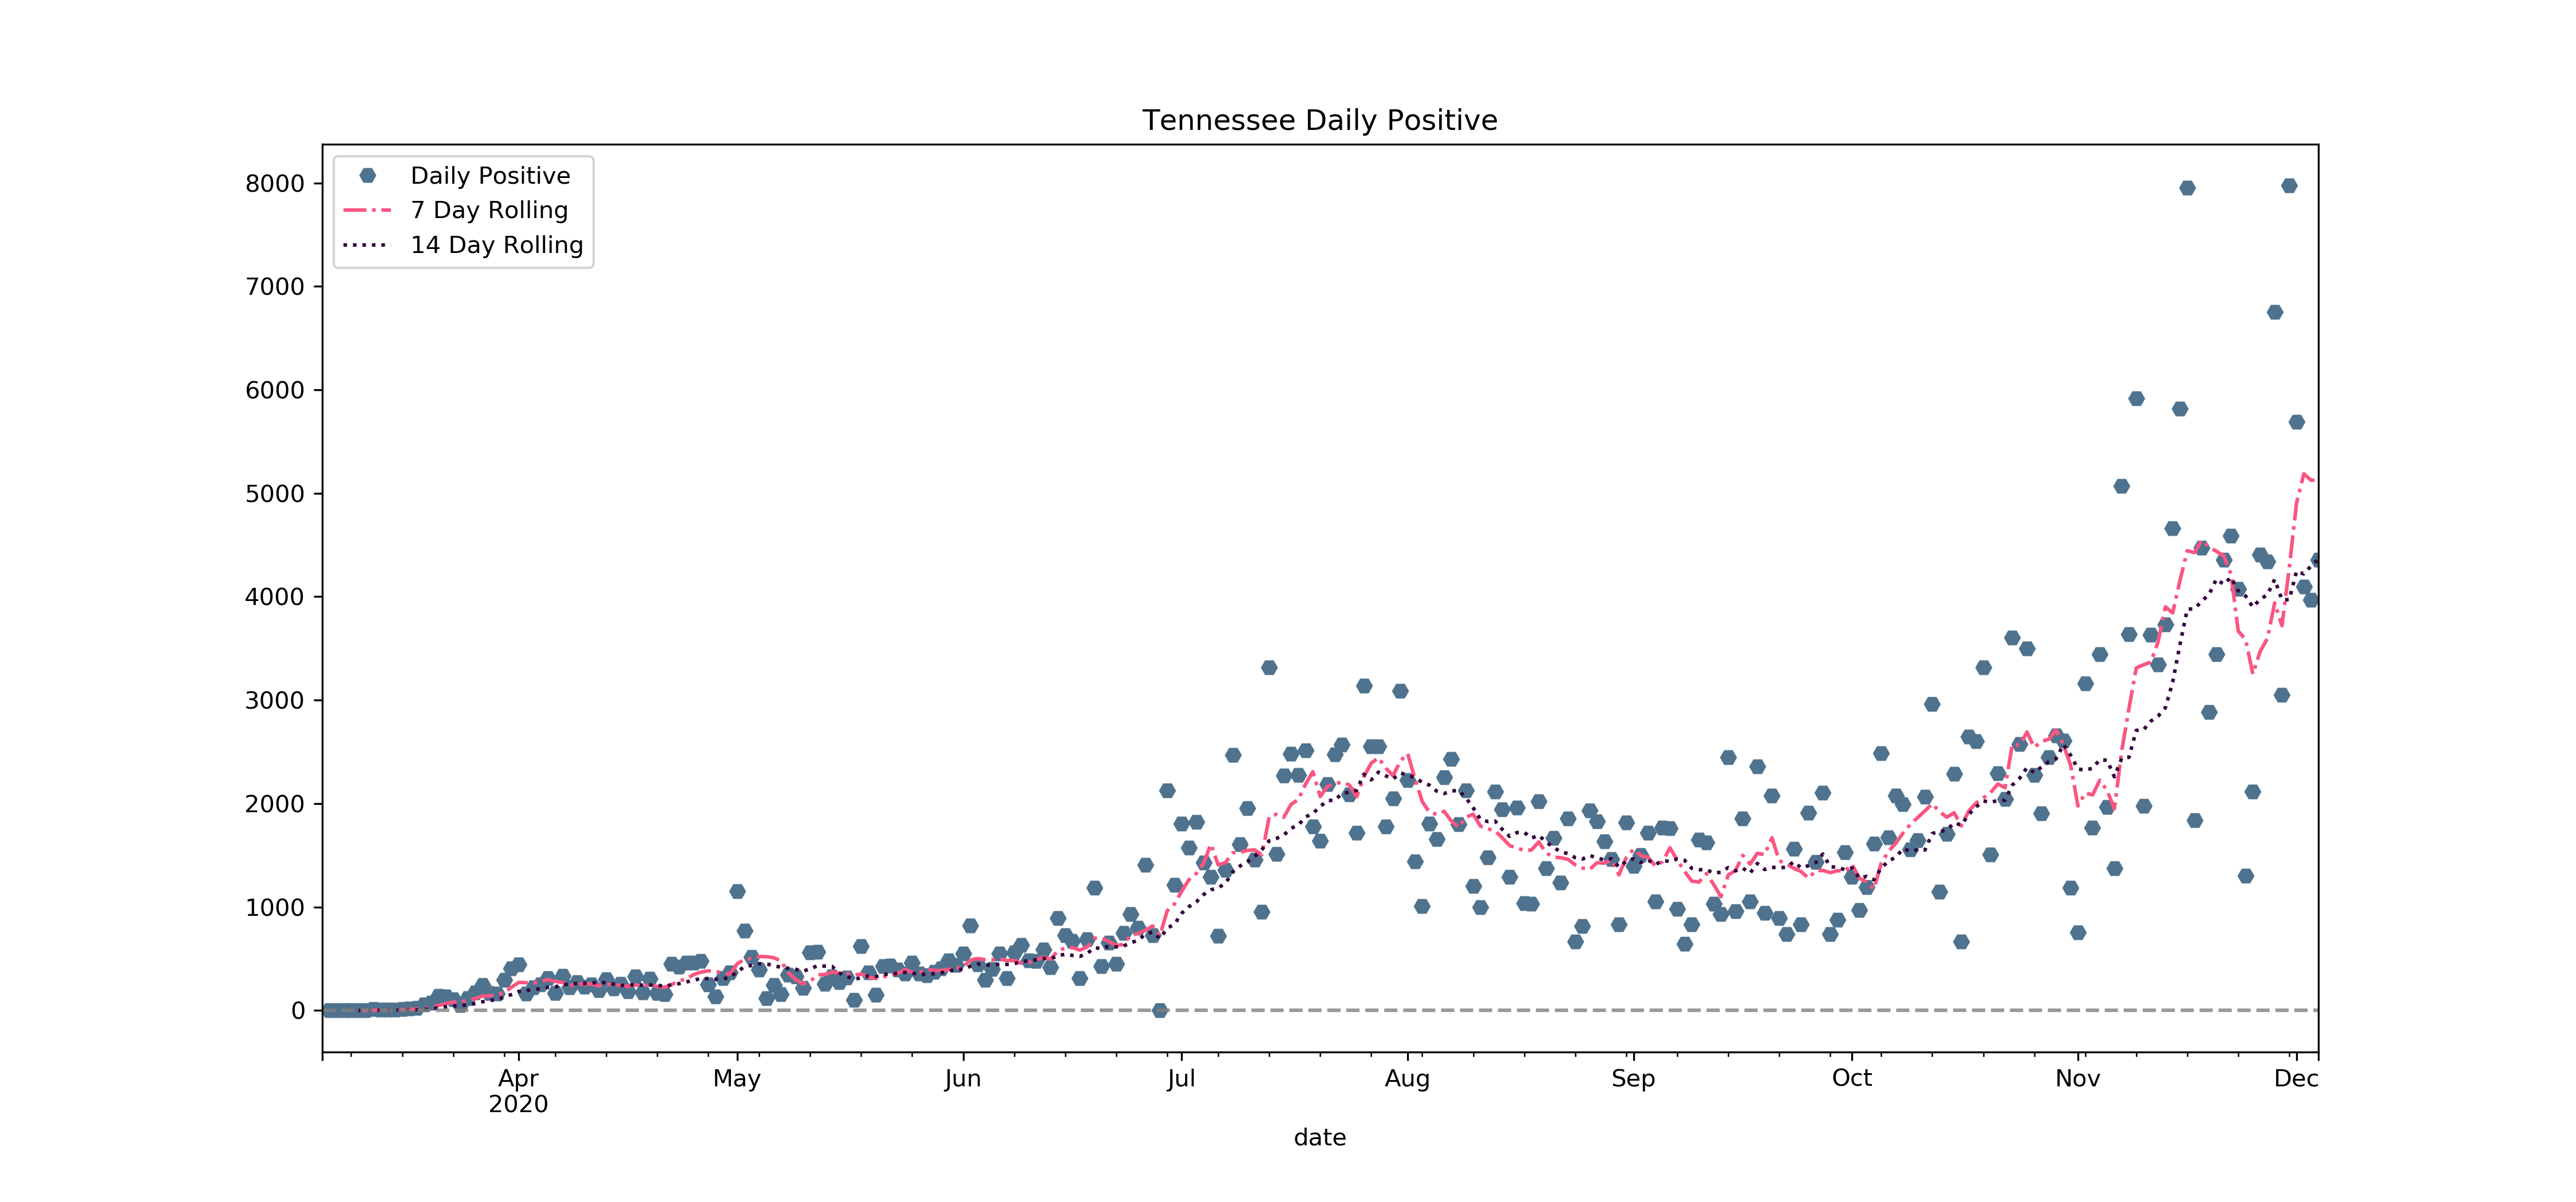 Tennessee Daily Positive
Daily Positive
7 Day Rolling
14 Day Rolling
8000
7000
6000
5000
4000
3000
2000
1000
0
Apr May Jun Jul Aug Sep Oct Nov Dec
2020
date